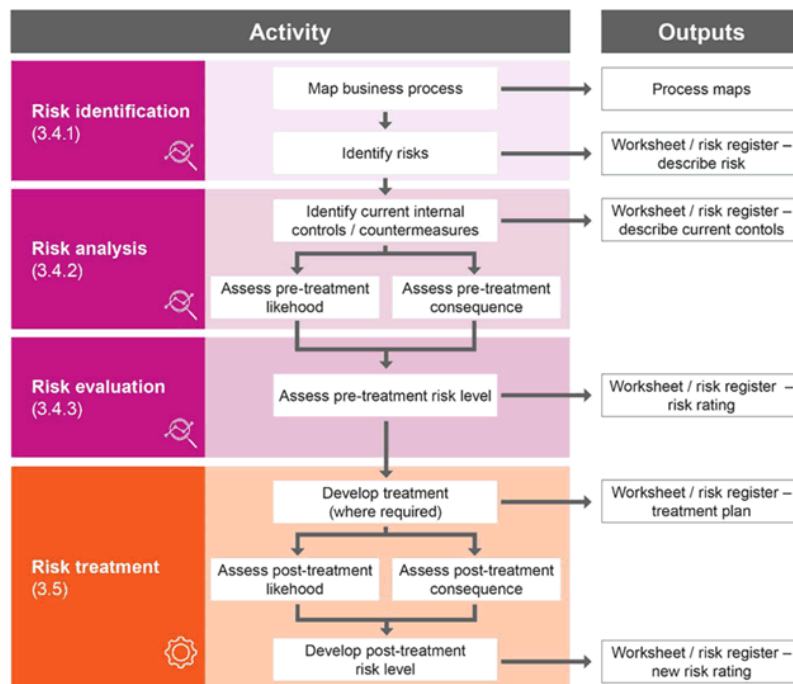 Activity
Outputs
Risk identification
(3.4.1)
Map business process
Process maps
Identify risks
Worksheet / risk register –
describe risk
Risk analysis
(3.4.2)
Identify current internal
controls / countermeasures
Worksheet / risk register –
describe current contols
Assess pre-treatment
likehood
Assess pre-treatment
consequence
Risk evaluation
(3.4.3)
Assess pre-treatment risk level
Worksheet / risk register –
risk rating
Risk treatment
(3.5)
Develop treatment
(where required)
Worksheet / risk register –
treatment plan
Assess post-treatment
likelihood
Assess post-treatment
consequence
Develop post-treatment
risk level
Worksheet / risk register –
new risk rating